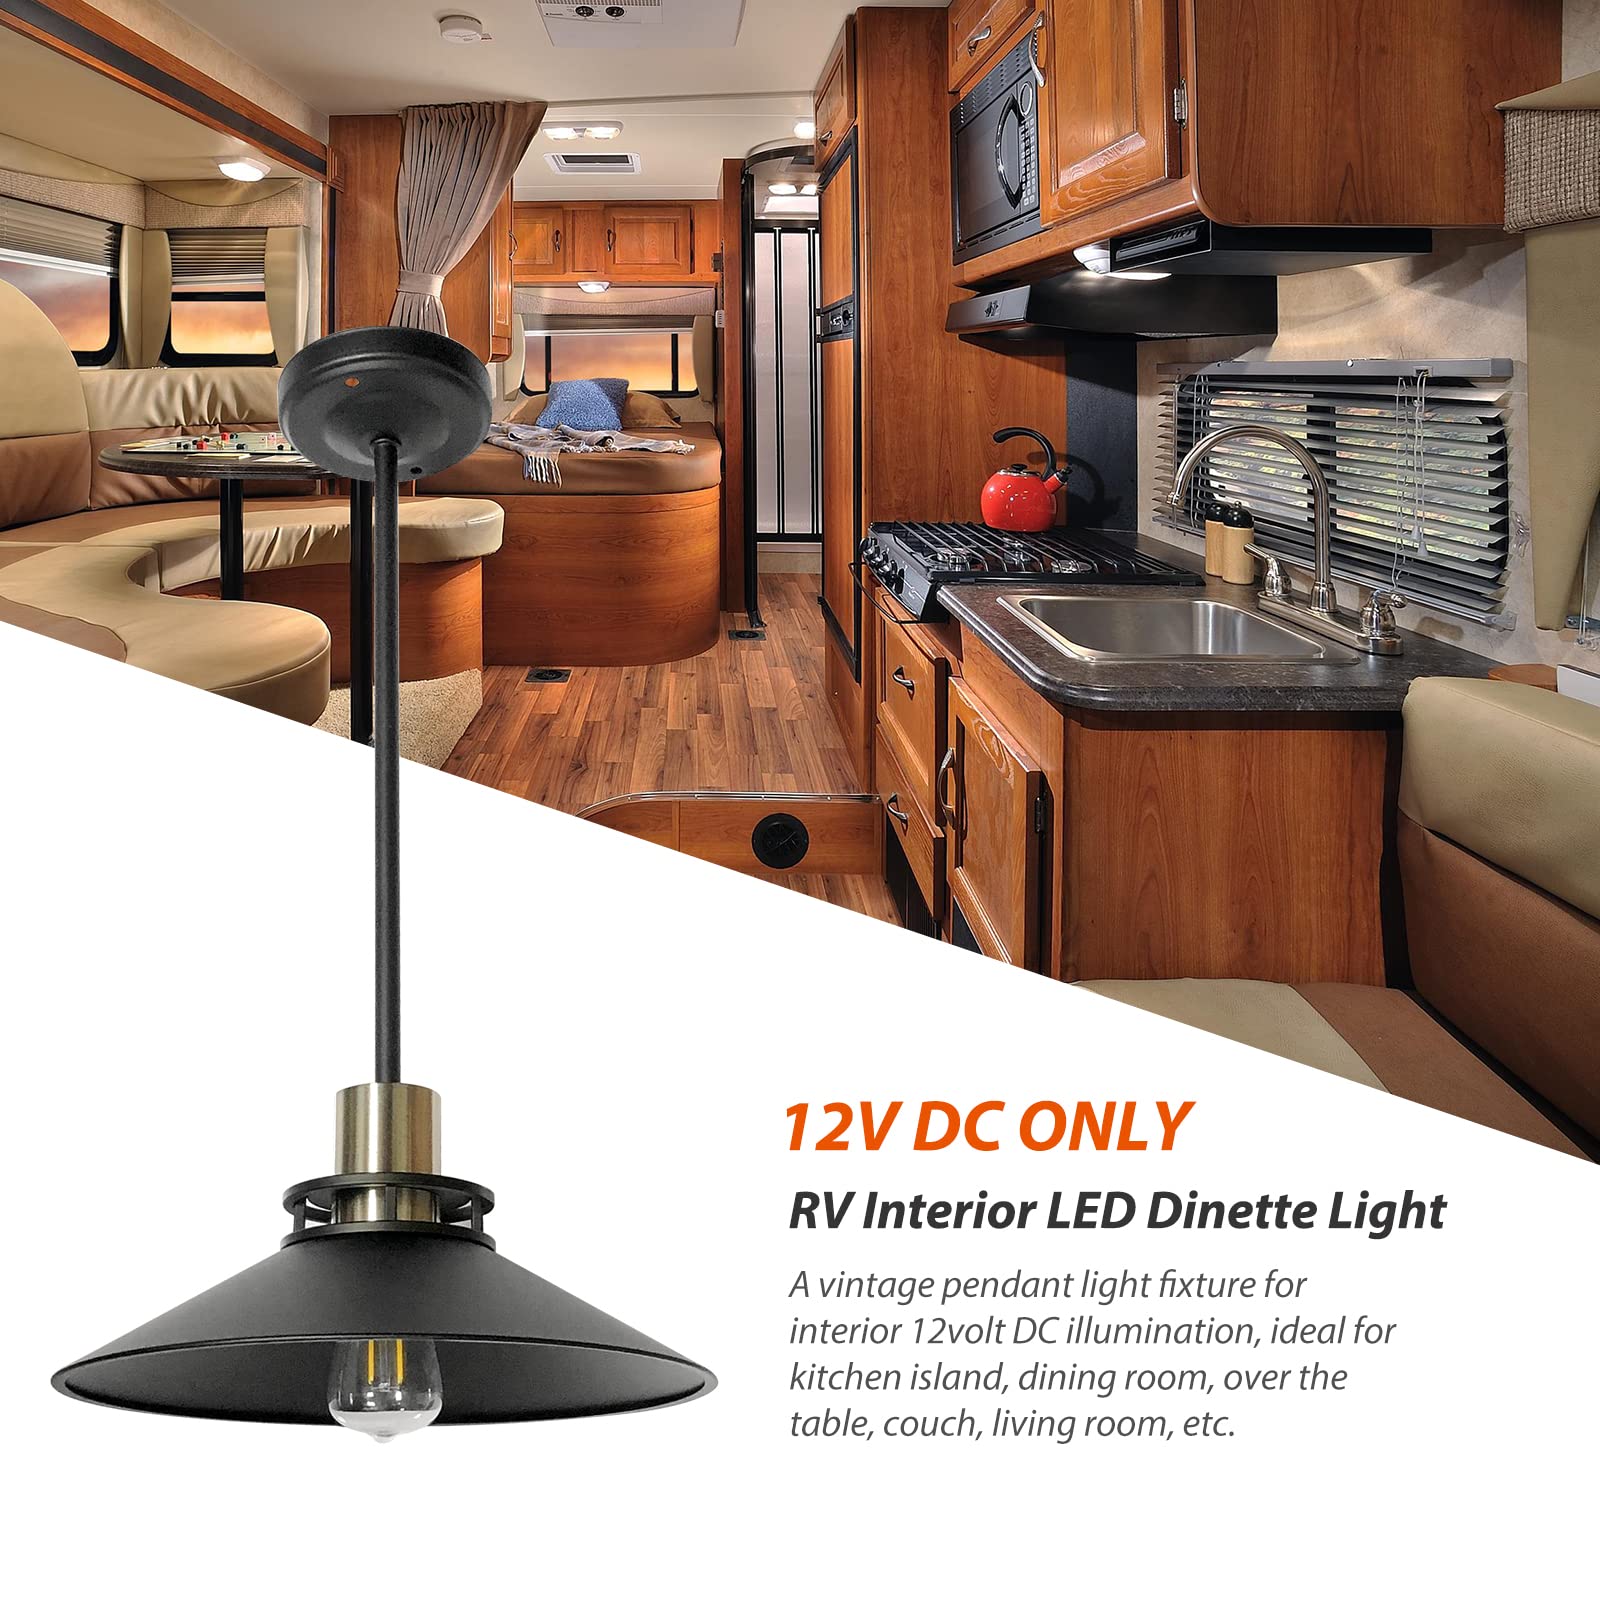 12V DC ONLY
RV Interior LED Dinette Light
A vintage pendant light fixture for
interior 12volt DC illumination, ideal for
kitchen island, dining room, over the
table, couch, living room, etc.